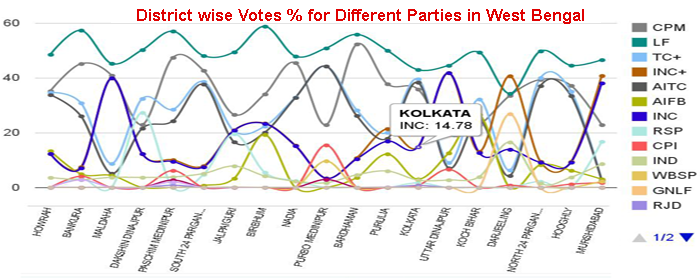 District wise Votes % for Different Parties in West Bengal
60
40
20
0
KOLKATA
INC: 14.78
HOWRAH
BANKURA
MALDAHA
DAKSHIN DINAJPUR
PASCHIM MEDINIPUR
SOUTH 24 PARGAN...
JALPAIGURI
BIRBHUM
NADIA
PURBO MEDINIPUR
BARDHAMAN
PURULIA
KOLKATA
UTTAR DINAJPUR
KOCH BIHAR
DARJEELING
NORTH 24 PARGAN...
HOOGHLY
MURSHIDABAD
CPM
LF
TC+
INC+
AITC
AIFB
INC
RSP
CPI
IND
WBSP
GNLF
RJD
1/2